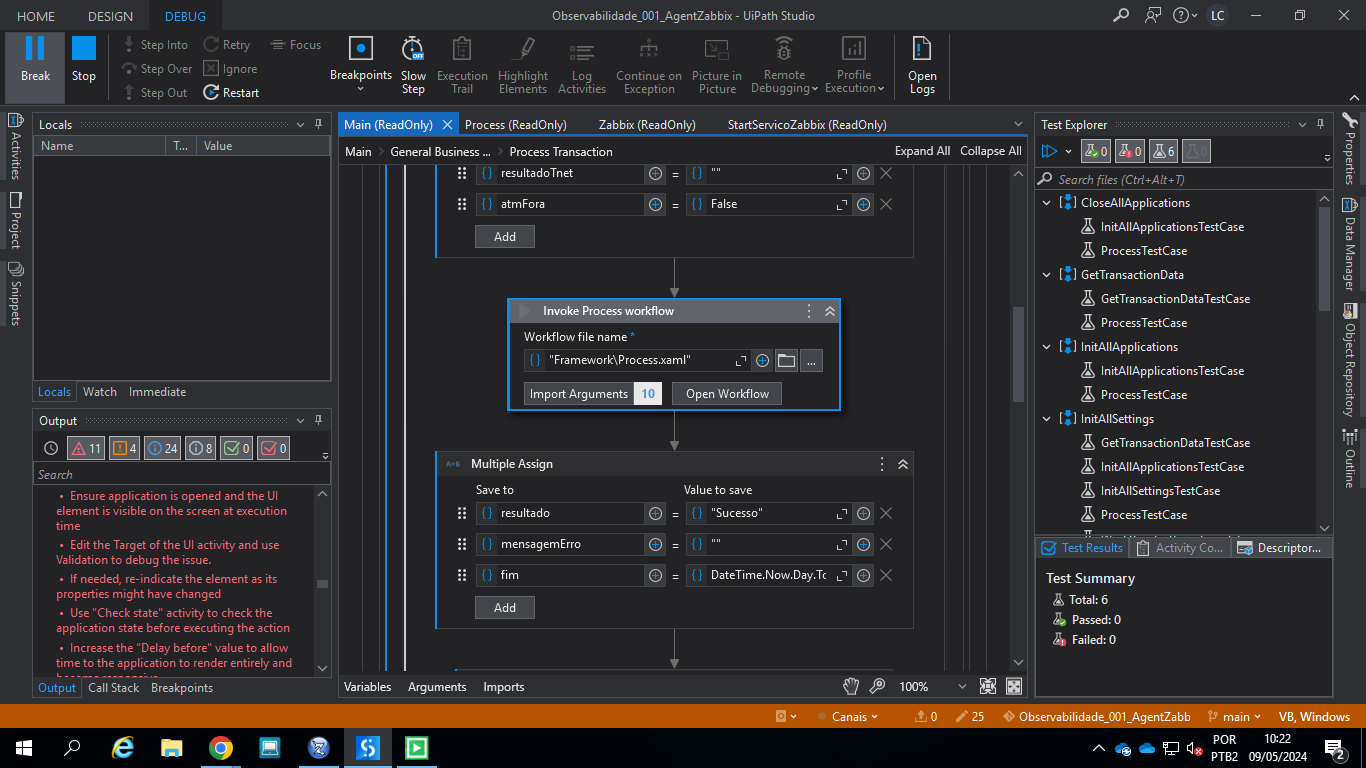 HOME DESIGN DEBUG
Observabilidade_001_AgentZabbix - UiPath Studio
LC
Break
Stop
Step Into
Step Over
Step Out
Retry
Ignore
Restart
Focus
Breakpoints
OFF
Slow
Step
Execution
Trail
Highlight
Elements
Log
Activities
Continue on
Exception
Picture in
Picture
Remote
Debugging
Profile
Execution
Open
Logs
Activities
Project
Snippets
Locals
Name T... Value
Locals Watch Immediate
Output
11 4 24 8 0 0
Search
• Ensure application is opened and the UI
element is visible on the screen at execution
time
• Edit the Target of the UI activity and use
Validation to debug the issue.
• If needed, re-indicate the element as its
properties might have changed
• Use "Check state" activity to check the
application state before executing the action
• Increase the "Delay before" value to allow
time to the application to render entirely and
become responsive
Output Call Stack Breakpoints
Main (ReadOnly) Process (ReadOnly) Zabbix (ReadOnly) StartServicoZabbix (ReadOnly)
Main > General Business ... > Process Transaction
Expand All Collapse All
resultadoTnet = ""
atmFora = False
Add
Invoke Process workflow
Workflow file name *
"Framework\Process.xaml" ...
Import Arguments 10 Open Workflow
A+B Multiple Assign
Save to Value to save
resultado = "Sucesso"
mensagemErro = ""
fim = DateTime.Now.Day.To
Add
Variables Arguments Imports
100%
Test Explorer
0 0 6
Search files (Ctrl+Alt+T)
CloseAllApplications
InitAllApplicationsTestCase
ProcessTestCase
GetTransactionData
GetTransactionDataTestCase
ProcessTestCase
InitAllApplications
InitAllApplicationsTestCase
ProcessTestCase
InitAllSettings
GetTransactionDataTestCase
InitAllApplicationsTestCase
InitAllSettingsTestCase
ProcessTestCase
Test Results Activity Co... Descriptor...
Test Summary
Total: 6
Passed: 0
Failed: 0
Properties
Data Manager
Object Repository
Outline
Canais 0 25 Observabilidade_001_AgentZabb main VB, Windows
POR
PTB2
10:22
09/05/2024
2